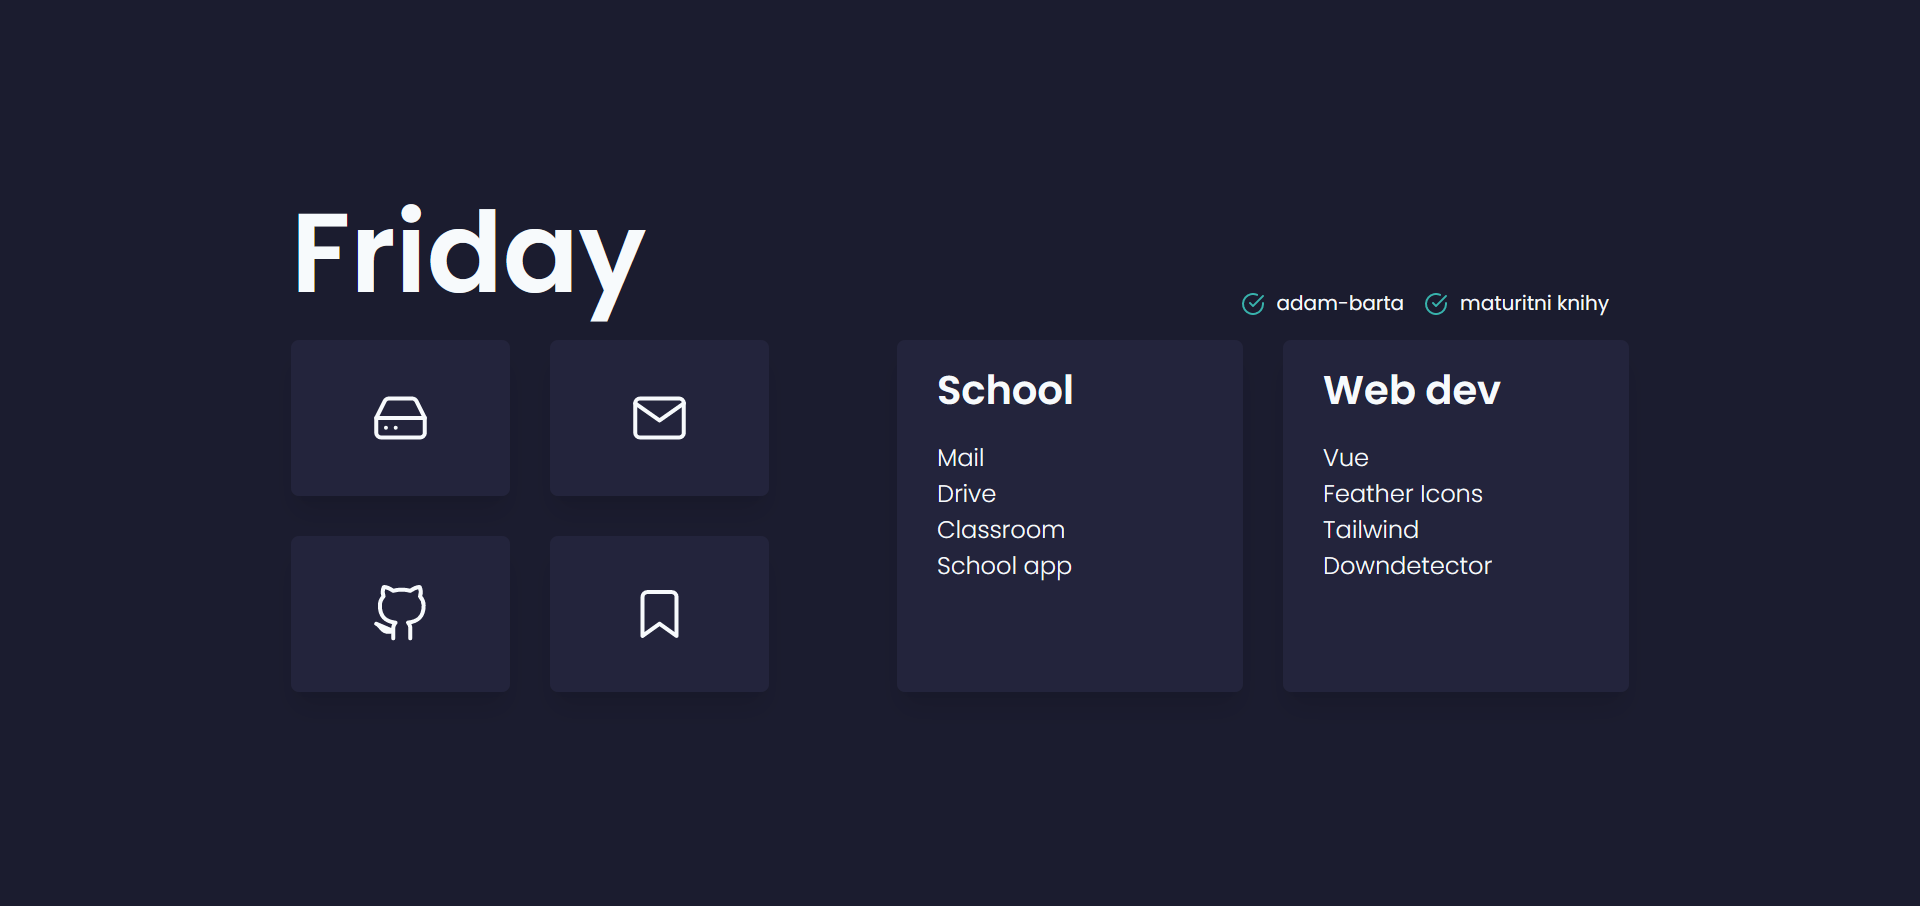 Friday
adam-barta maturitni knihy
School
Mail
Drive
Classroom
School app
Web dev
Vue
Feather Icons
Tailwind
Downdetector